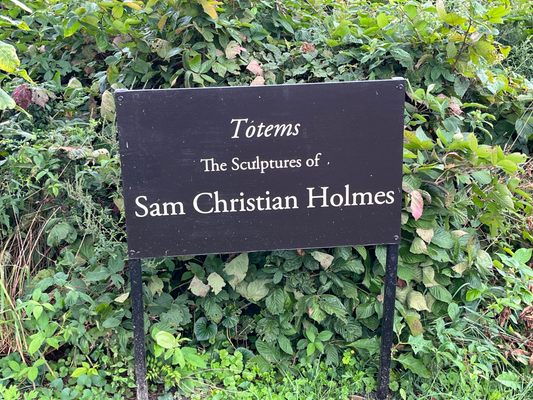 Totems
The Sculptures of
Sam Christian Holmes